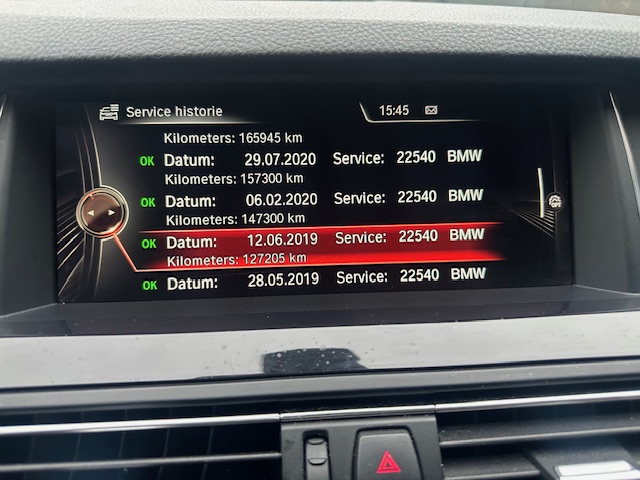 Service historie 15:45
Kilometers: 165945 km
OK Datum: 29.07.2020 Service: 22540 BMW
Kilometers: 157300 km
OK Datum: 06.02.2020 Service: 22540 BMW
Kilometers: 147300 km
OK Datum: 12.06.2019 Service: 22540 BMW
Kilometers: 127205 km
OK Datum: 28.05.2019 Service: 22540 BMW